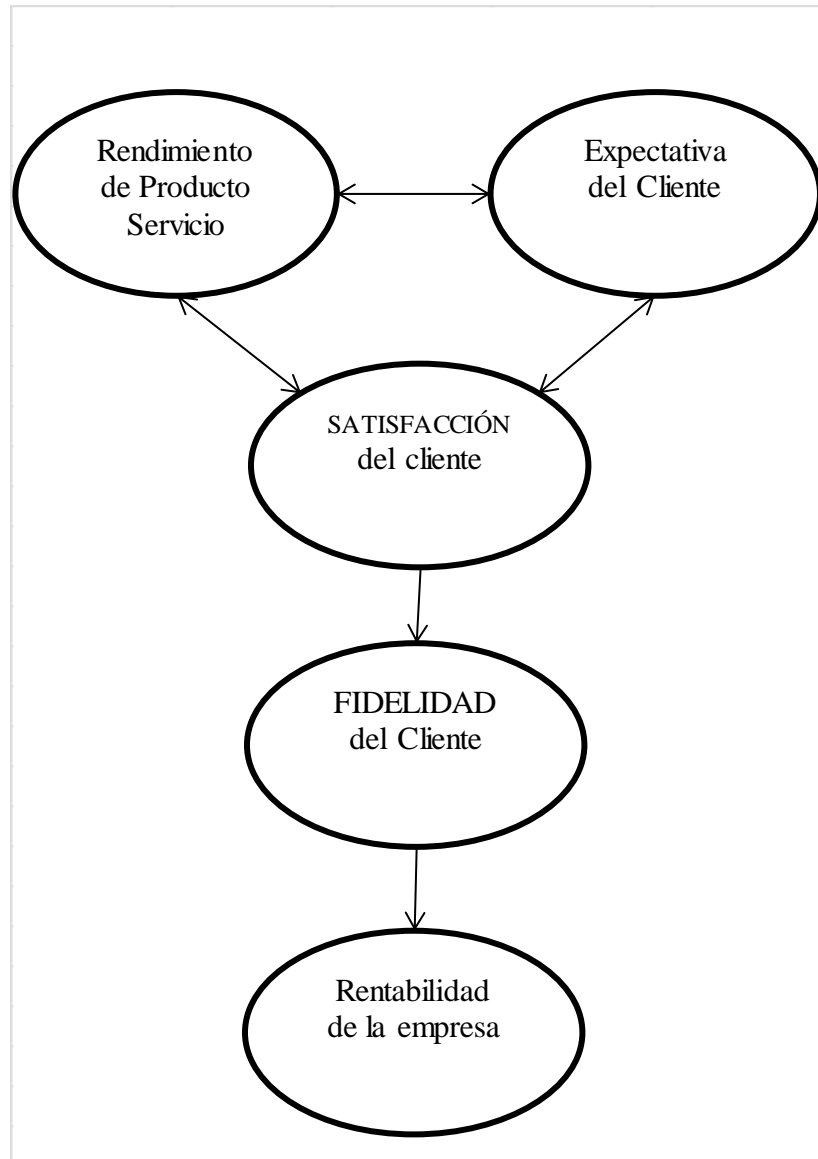 Rendimiento
de Producto
Servicio
Expectativa
del Cliente
SATISFACCIÓN
del cliente
FIDELIDAD
del Cliente
Rentabilidad
de la empresa